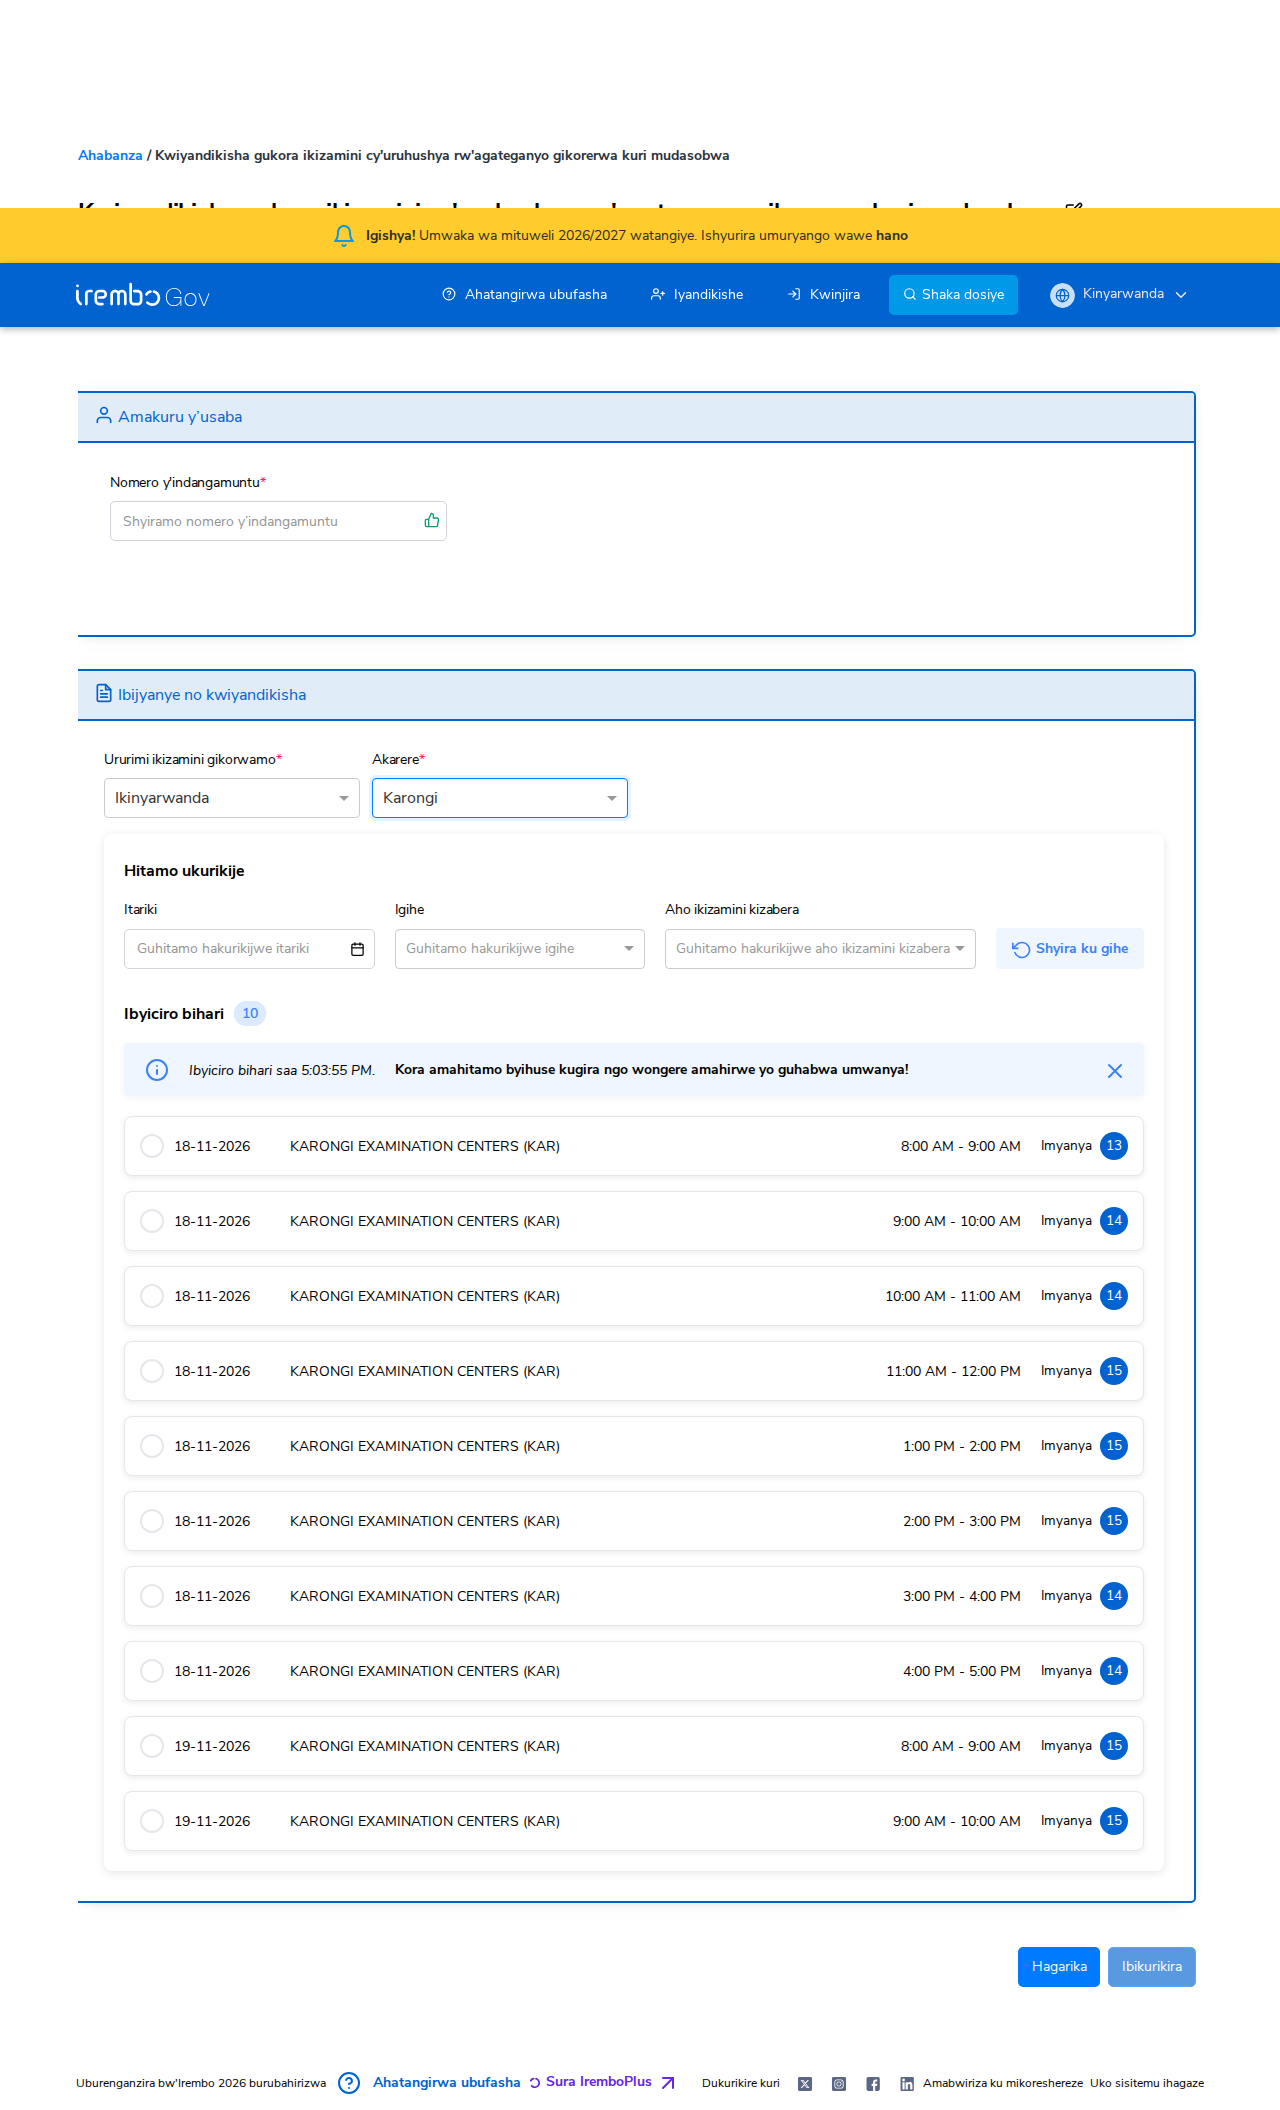 Ahabanza / Kwiyandikisha gukora ikizamini cy'uruhushya rw'agateganyo gikorerwa kuri mudasobwa
Igishya! Umwaka wa mituweli 2026/2027 watangiye. Ishyurira umuryango wawe hano
irembo Gov
Ahatangirwa ubufasha
Iyandikishe
Kwinjira
Shaka dosiye
Kinyarwanda
Amakuru y'usaba
Nomero y'indangamuntu*
Shyiramo nomero y'indangamuntu
Ibijyanye no kwiyandikisha
Ururimi ikizamini gikorwamo* Akarere*
Ikinyarwanda Karongi
Hitamo ukurikije
Itariki Igihe Aho ikizamini kizabera
Guhitamo hakurikijwe itariki Guhitamo hakurikijwe igihe Guhitamo hakurikijwe aho ikizamini kizabera Shyira ku gihe
Ibyiciro bihari 10
Ibyiciro bihari saa 5:03:55 PM. Kora amahitamo byihuse kugira ngo wongere amahirwe yo guhabwa umwanya!
18-11-2026 KARONGI EXAMINATION CENTERS (KAR) 8:00 AM - 9:00 AM Imyanya 13
18-11-2026 KARONGI EXAMINATION CENTERS (KAR) 9:00 AM - 10:00 AM Imyanya 14
18-11-2026 KARONGI EXAMINATION CENTERS (KAR) 10:00 AM - 11:00 AM Imyanya 14
18-11-2026 KARONGI EXAMINATION CENTERS (KAR) 11:00 AM - 12:00 PM Imyanya 15
18-11-2026 KARONGI EXAMINATION CENTERS (KAR) 1:00 PM - 2:00 PM Imyanya 15
18-11-2026 KARONGI EXAMINATION CENTERS (KAR) 2:00 PM - 3:00 PM Imyanya 15
18-11-2026 KARONGI EXAMINATION CENTERS (KAR) 3:00 PM - 4:00 PM Imyanya 14
18-11-2026 KARONGI EXAMINATION CENTERS (KAR) 4:00 PM - 5:00 PM Imyanya 14
19-11-2026 KARONGI EXAMINATION CENTERS (KAR) 8:00 AM - 9:00 AM Imyanya 15
19-11-2026 KARONGI EXAMINATION CENTERS (KAR) 9:00 AM - 10:00 AM Imyanya 15
Hagarika Ibikurikira
Uburenganzira bw'Irembo 2026 burubahirizwa Ahatangirwa ubufasha Sura IremboPlus Dukurikire kuri Amabwiriza ku mikoreshereze Uko sisitemu ihagaze